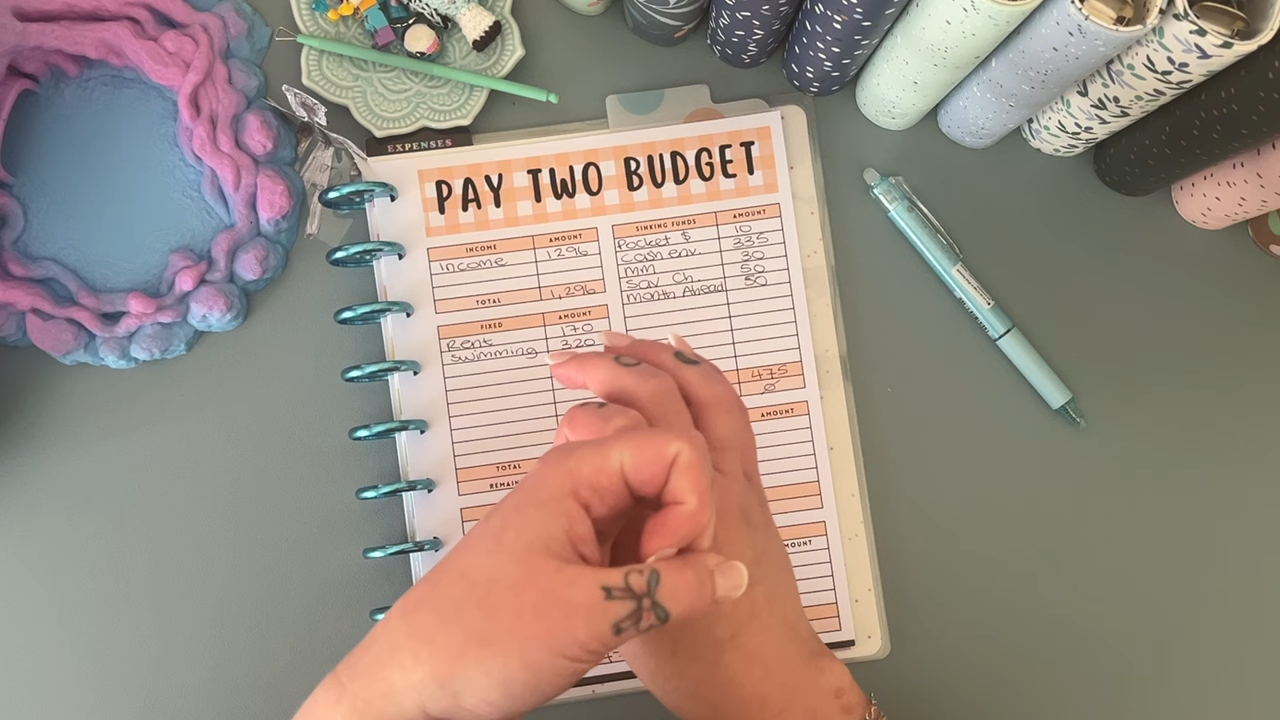 EXPENSES
PAY TWO BUDGET
INCOME AMOUNT
Income 1296
TOTAL 1,296
FIXED AMOUNT
Rent 170
Swimming 320
TOTAL
SINKING FUNDS AMOUNT
Pocket $ 10
Cash env. 335
mm 30
Sav. Ch. 50
Month Ahead 50
475
0
AMOUNT